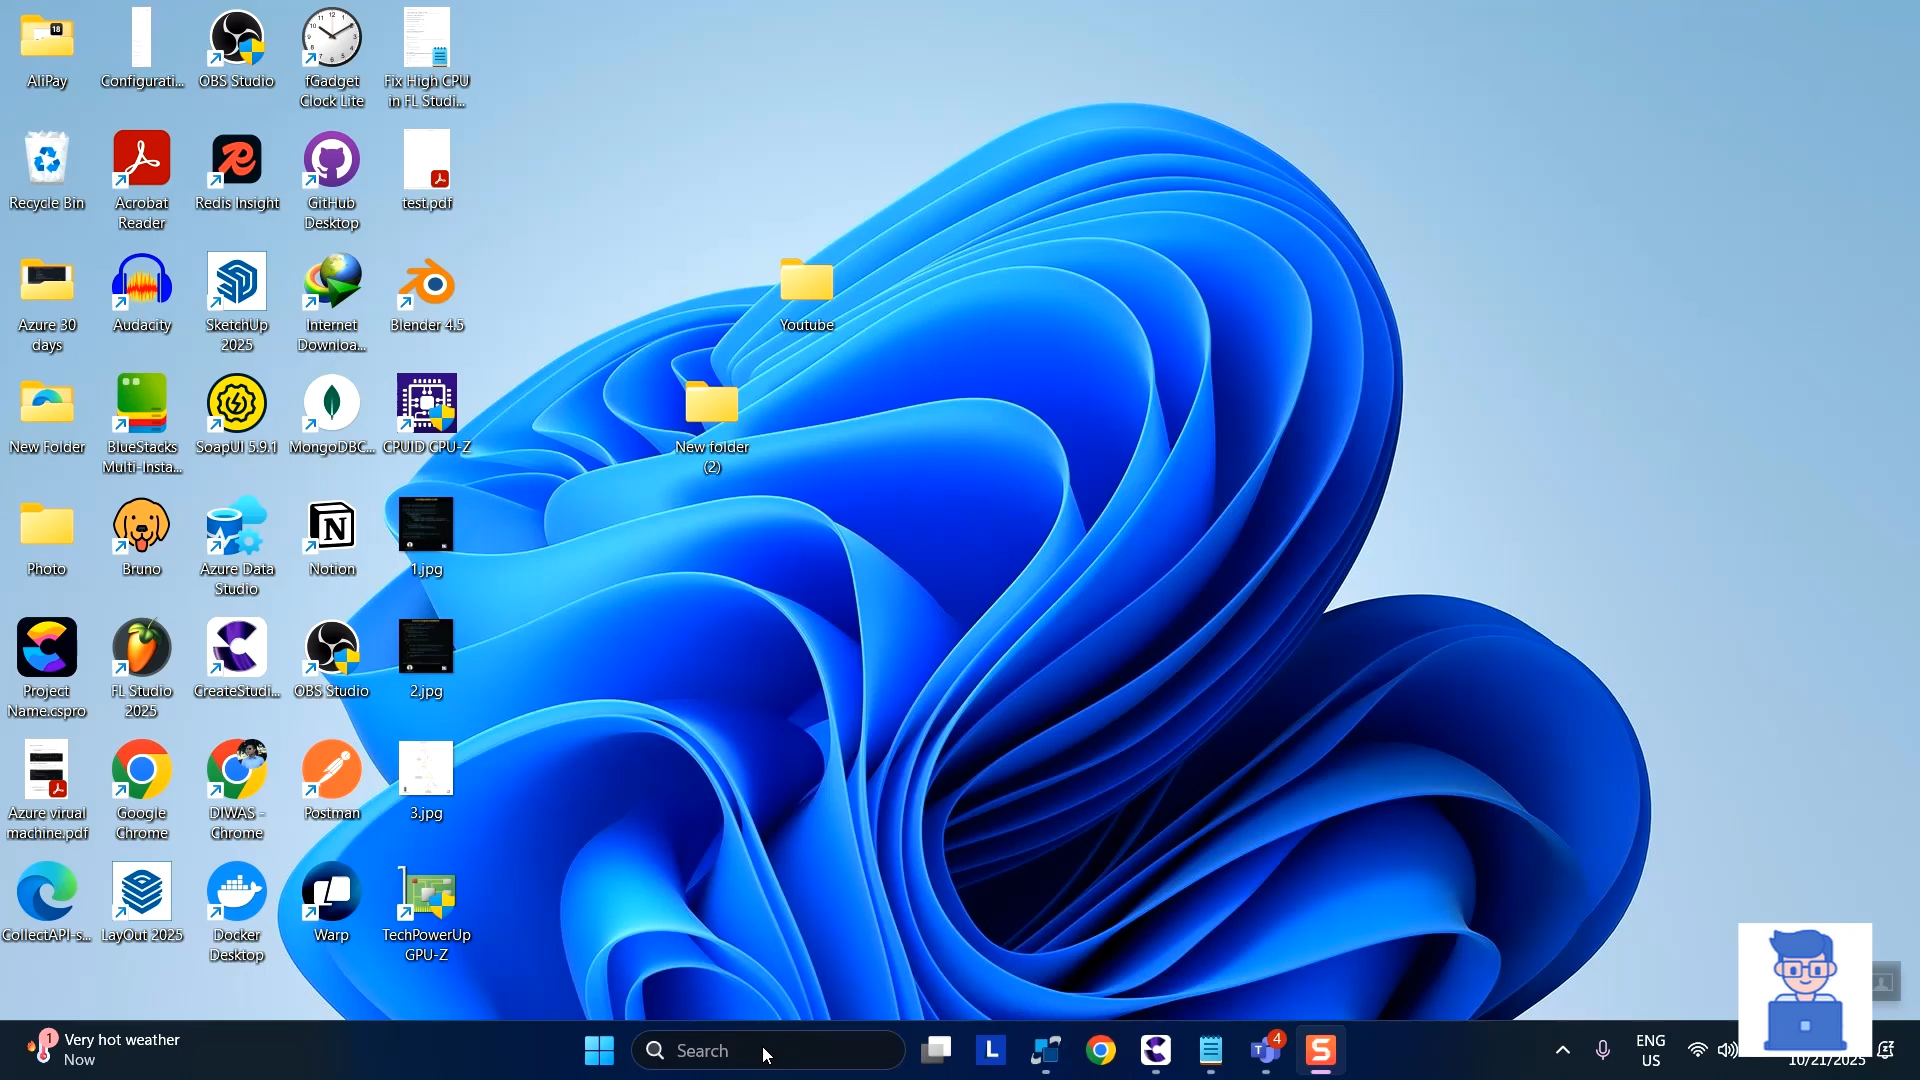 AliPay
Configurati...
OBS Studio
fGadget
Clock Lite
Fix High CPU
in FL Studi...
Recycle Bin
Acrobat
Reader
Redis Insight
GitHub
Desktop
test.pdf
Azure 30
days
Audacity
SketchUp
2025
Internet
Downloa...
Blender 4.5
Youtube
New Folder
BlueStacks
Multi-Insta...
SoapUI 5.9.1
MongoDBC...
CPUID CPU-Z
New folder
(2)
Photo
Bruno
Azure Data
Studio
Notion
1.jpg
Project
Name.cspro
FL Studio
2025
CreateStudi...
OBS Studio
2.jpg
Azure virual
machine.pdf
Google
Chrome
DIWAS -
Chrome
Postman
3.jpg
CollectAPI-s...
LayOut 2025
Docker
Desktop
Warp
TechPowerUp
GPU-Z
1
Very hot weather
Now
Search
L
4
ENG
US
10/21/2025